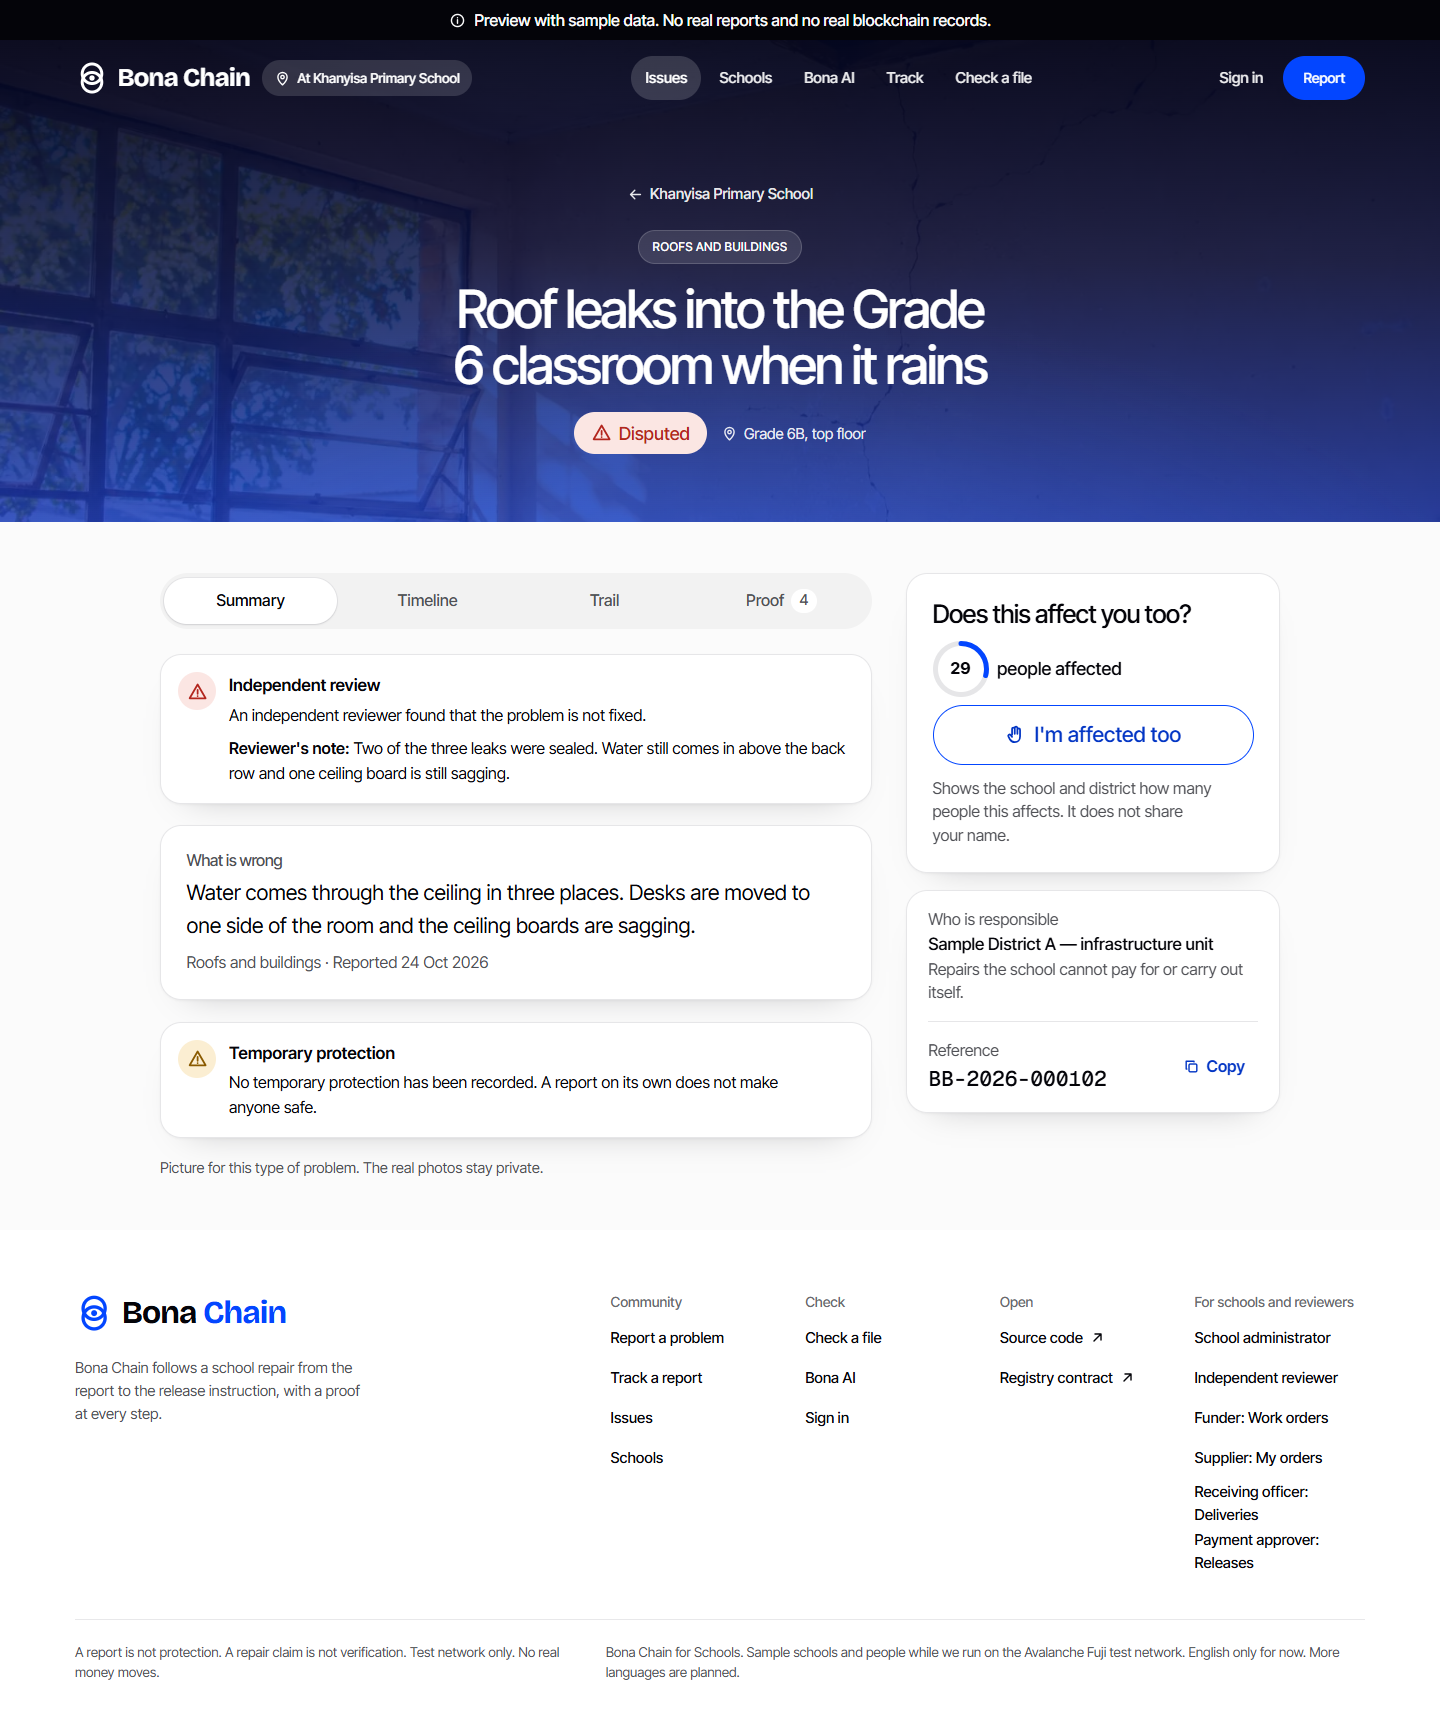 Preview with sample data. No real reports and no real blockchain records.
Bona Chain
At Khanyisa Primary School
Issues
Schools
Bona AI
Track
Check a file
Sign in
Report
Khanyisa Primary School
ROOFS AND BUILDINGS
Roof leaks into the Grade
6 classroom when it rains
Disputed
Grade 6B, top floor
Summary
Timeline
Trail
Proof 4
Independent review
An independent reviewer found that the problem is not fixed.
Reviewer's note: Two of the three leaks were sealed. Water still comes in above the back
row and one ceiling board is still sagging.
What is wrong
Water comes through the ceiling in three places. Desks are moved to
one side of the room and the ceiling boards are sagging.
Roofs and buildings · Reported 24 Oct 2026
Temporary protection
No temporary protection has been recorded. A report on its own does not make
anyone safe.
Picture for this type of problem. The real photos stay private.
Does this affect you too?
29 people affected
I'm affected too
Shows the school and district how many
people this affects. It does not share
your name.
Who is responsible
Sample District A — infrastructure unit
Repairs the school cannot pay for or carry out
itself.
Reference
BB-2026-000102
Copy
Bona Chain
Bona Chain follows a school repair from the
report to the release instruction, with a proof
at every step.
Community
Report a problem
Track a report
Issues
Schools
Check
Check a file
Bona AI
Sign in
Open
Source code
Registry contract
For schools and reviewers
School administrator
Independent reviewer
Funder: Work orders
Supplier: My orders
Receiving officer:
Deliveries
Payment approver:
Releases
A report is not protection. A repair claim is not verification. Test network only. No real
money moves.
Bona Chain for Schools. Sample schools and people while we run on the Avalanche Fuji test network. English only for now. More
languages are planned.